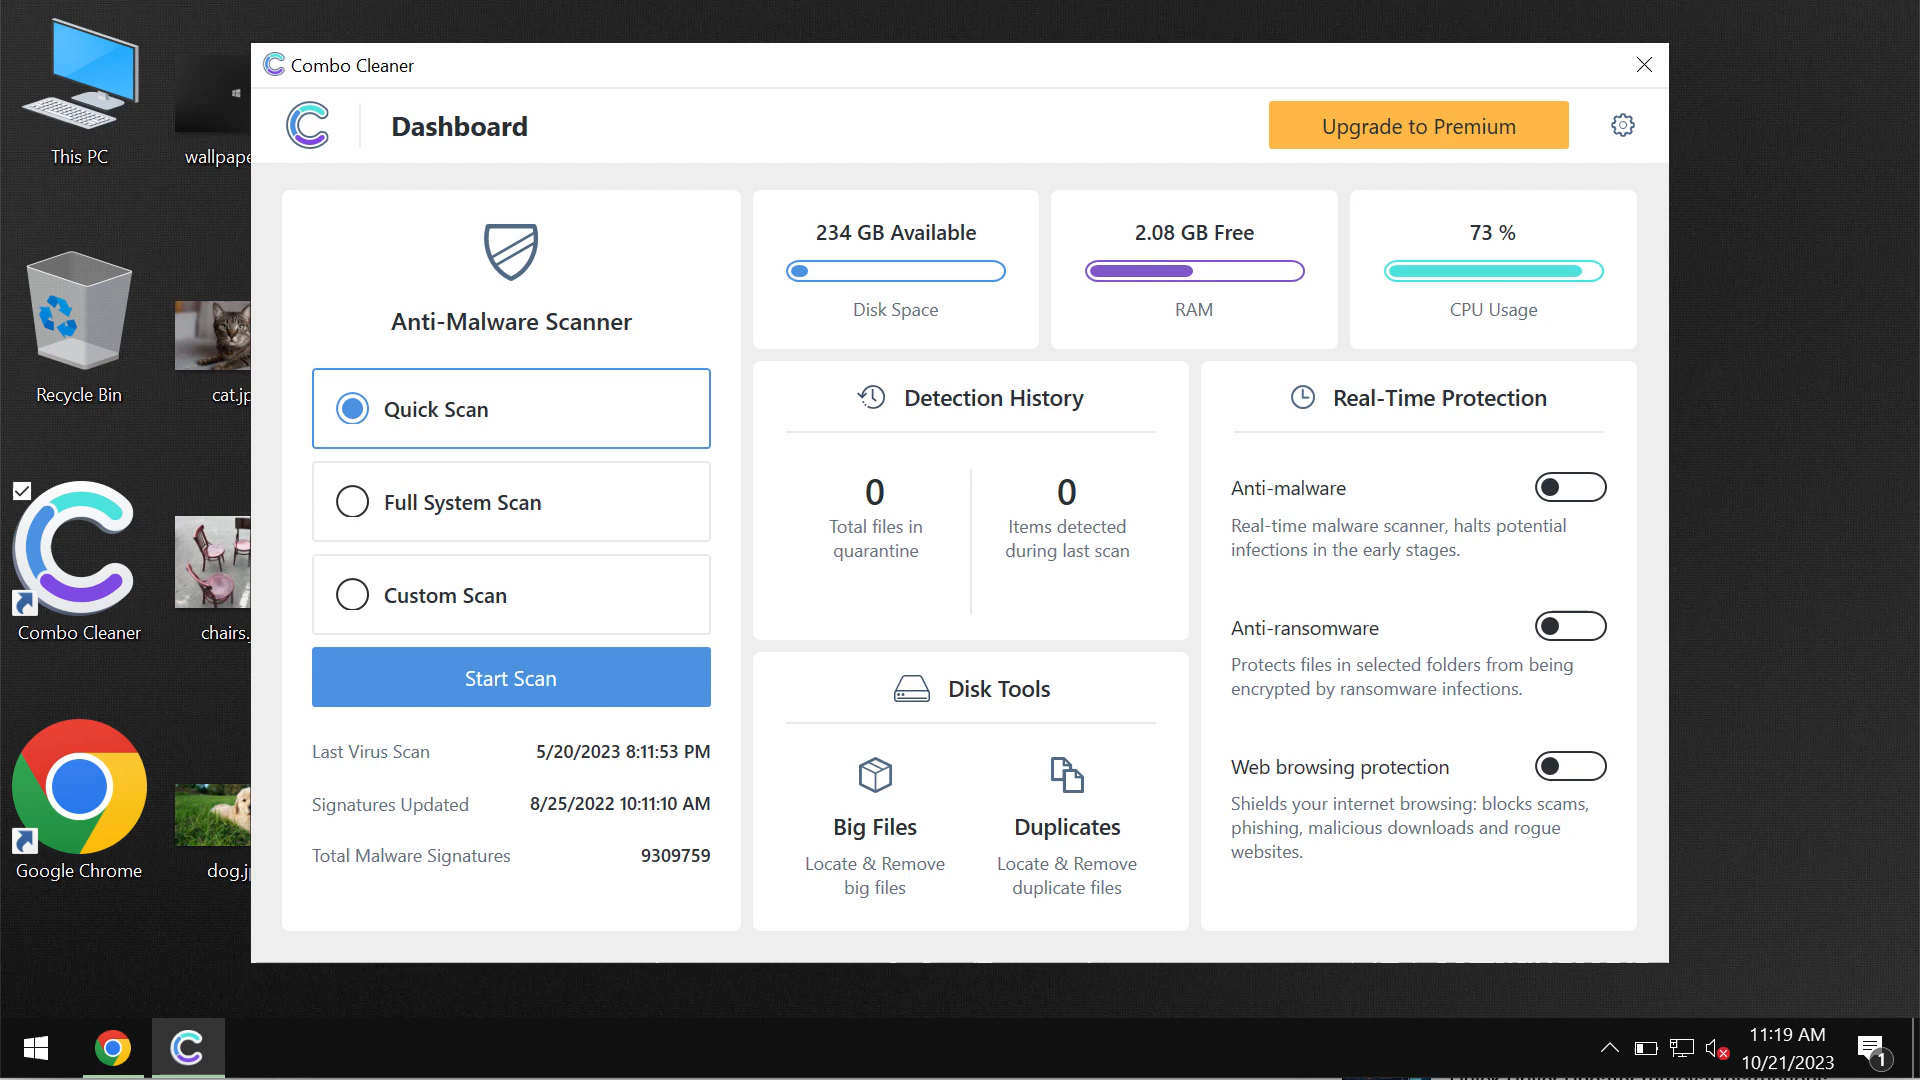 Combo Cleaner
Dashboard
Upgrade to Premium
Anti-Malware Scanner
Quick Scan
Full System Scan
Custom Scan
Start Scan
Last Virus Scan 5/20/2023 8:11:53 PM
Signatures Updated 8/25/2022 10:11:10 AM
Total Malware Signatures 9309759
234 GB Available
Disk Space
2.08 GB Free
RAM
73 %
CPU Usage
Detection History
0
Total files in
quarantine
0
Items detected
during last scan
Disk Tools
Big Files
Locate & Remove
big files
Duplicates
Locate & Remove
duplicate files
Real-Time Protection
Anti-malware
Real-time malware scanner, halts potential
infections in the early stages.
Anti-ransomware
Protects files in selected folders from being
encrypted by ransomware infections.
Web browsing protection
Shields your internet browsing: blocks scams,
phishing, malicious downloads and rogue
websites.
This PC
wallpape
Recycle Bin
cat.jp
Combo Cleaner
chairs.
Google Chrome
dog.j
11:19 AM
10/21/2023
1